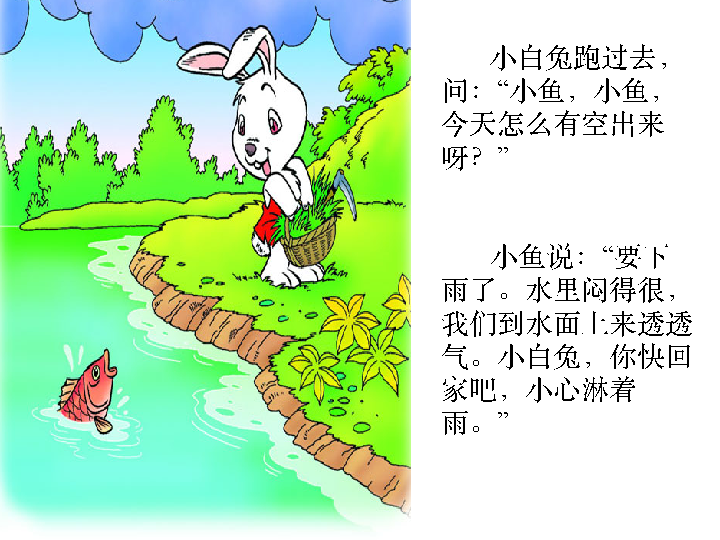 小白兔跑过去，
问：“小鱼，小鱼，
今天怎么有空出来
呀？”
小鱼说：“要下
雨了。水里闷得很，
我们到水面上来透透
气。小白兔，你快回
家吧，小心淋着
雨。”